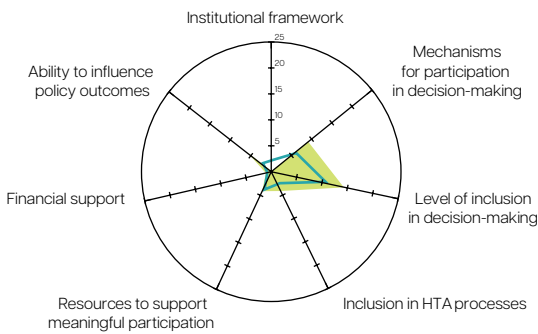 Institutional framework
25
20
15
10
5
Mechanisms
for participation
in decision-making
Level of inclusion
in decision-making
Inclusion in HTA processes
Resources to support
meaningful participation
Financial support
Ability to influence
policy outcomes